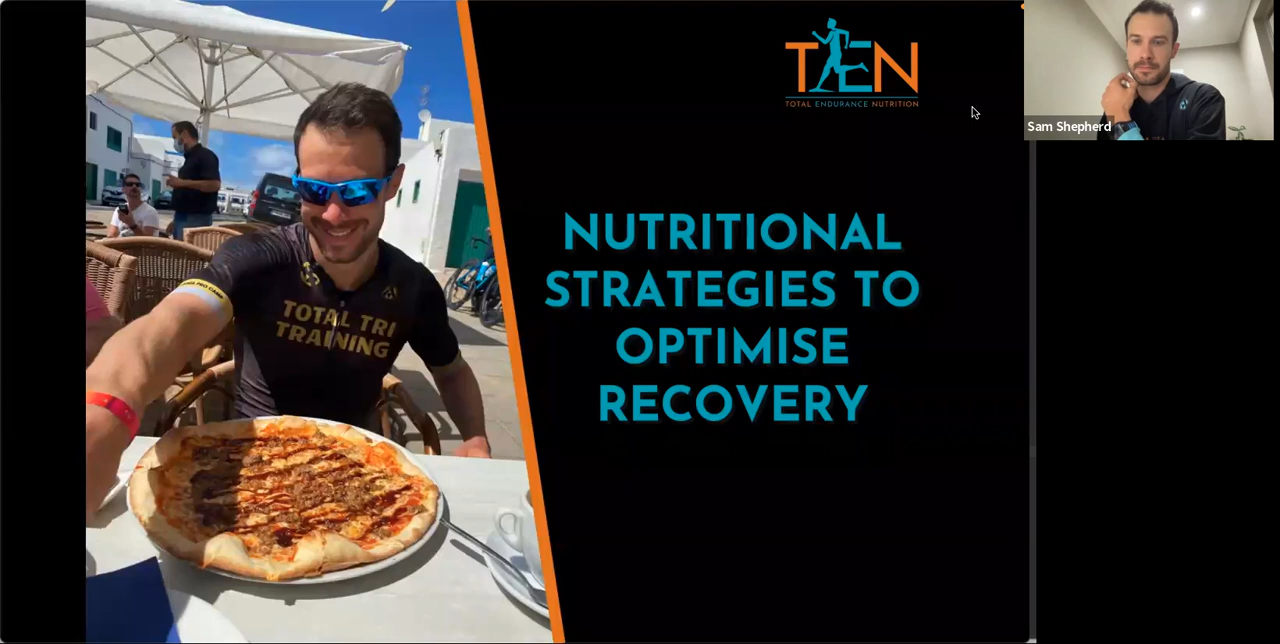 TEN
TOTAL ENDURANCE NUTRITION
Sam Shepherd
NUTRITIONAL
STRATEGIES TO
OPTIMISE
RECOVERY
TOTAL TRI
TRAINING